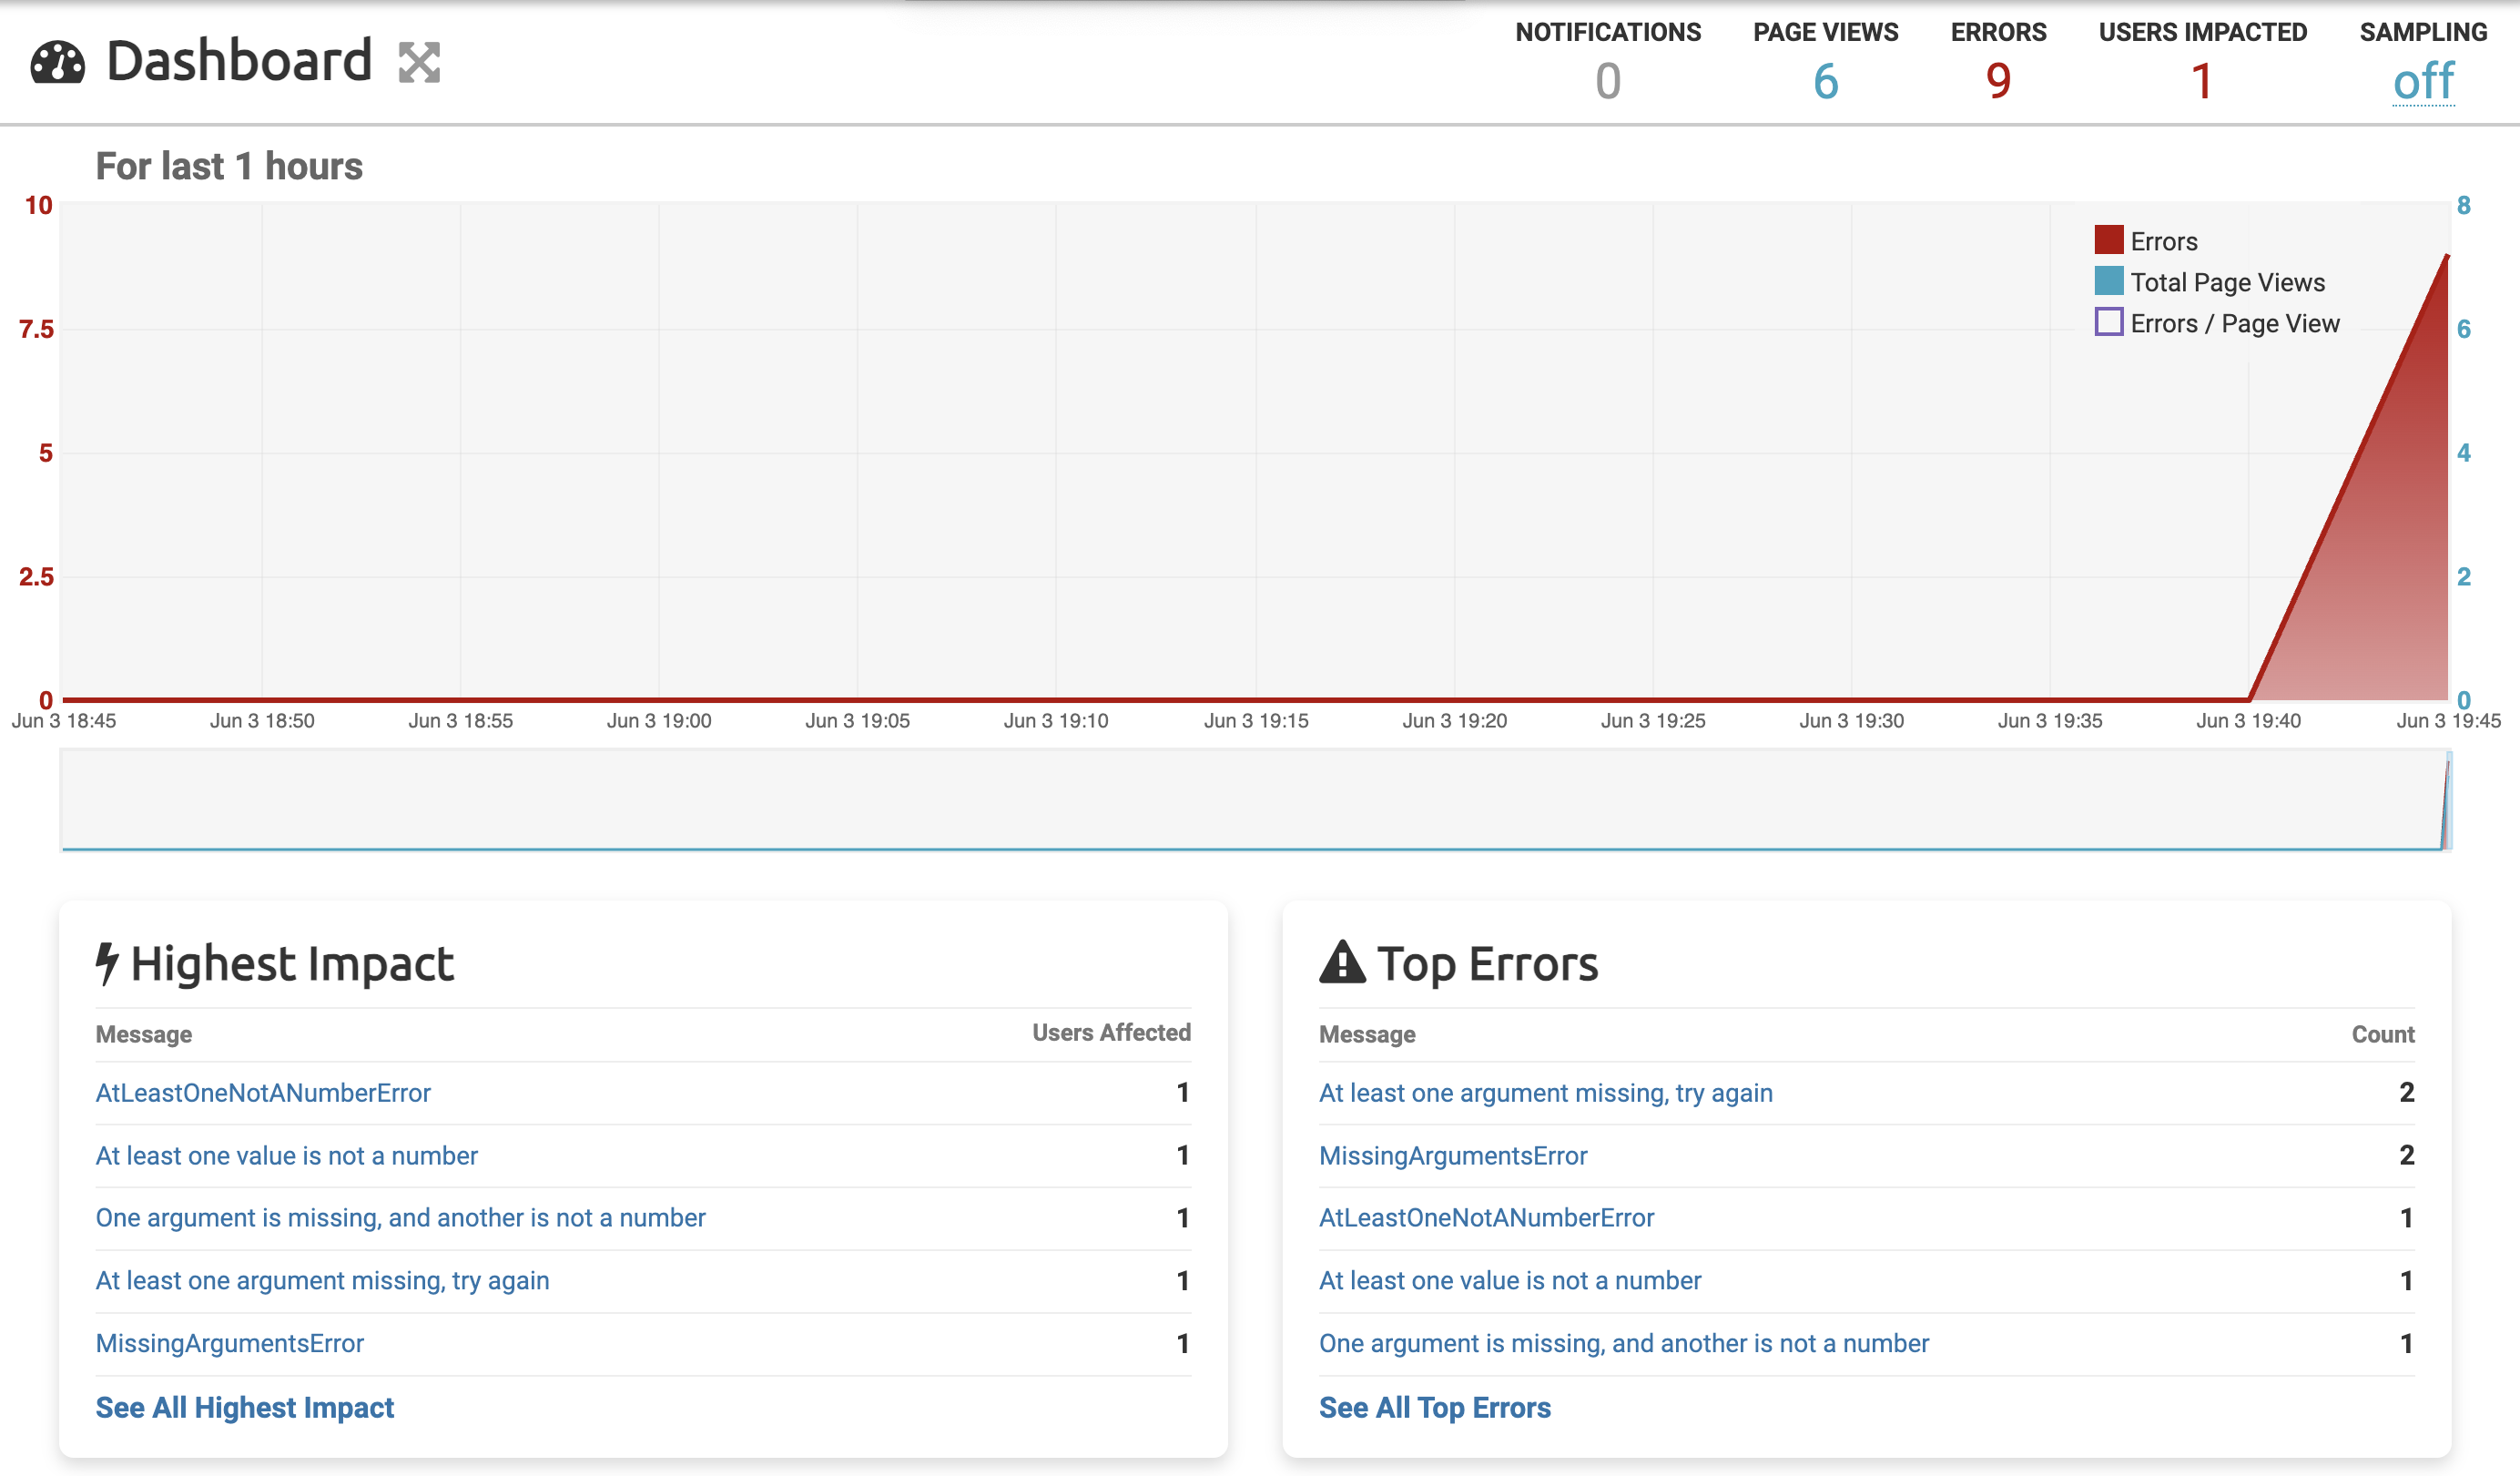 Dashboard
NOTIFICATIONS PAGE VIEWS ERRORS USERS IMPACTED SAMPLING
0 6 9 1 off
For last 1 hours
10 8
Errors
Total Page Views
Errors / Page View
7.5 6
5 4
2.5 2
0 0
Jun 3 18:45 Jun 3 18:50 Jun 3 18:55 Jun 3 19:00 Jun 3 19:05 Jun 3 19:10 Jun 3 19:15 Jun 3 19:20 Jun 3 19:25 Jun 3 19:30 Jun 3 19:35 Jun 3 19:40 Jun 3 19:45
Highest Impact
Message Users Affected
AtLeastOneNotANumberError 1
At least one value is not a number 1
One argument is missing, and another is not a number 1
At least one argument missing, try again 1
MissingArgumentsError 1
See All Highest Impact
Top Errors
Message Count
At least one argument missing, try again 2
MissingArgumentsError 2
AtLeastOneNotANumberError 1
At least one value is not a number 1
One argument is missing, and another is not a number 1
See All Top Errors